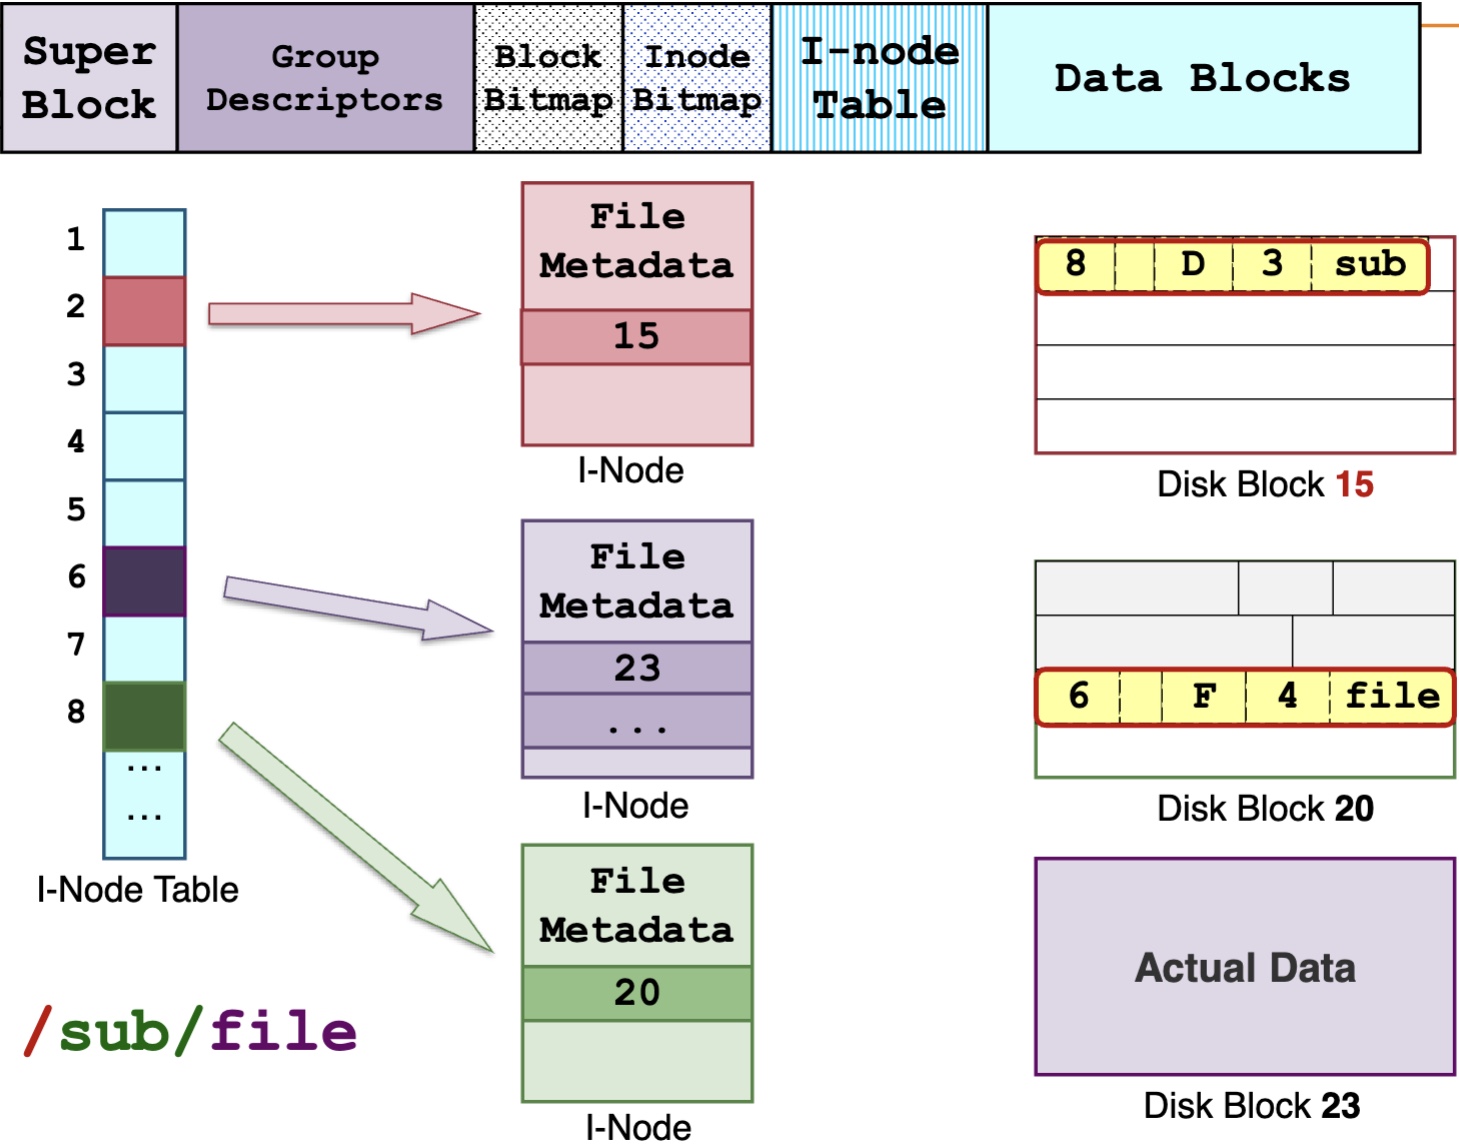 Super Block
Group Descriptors
Block Bitmap
Inode Bitmap
I-node Table
Data Blocks
1
2
3
4
5
6
7
8
...
...
I-Node Table
/sub/file
File
Metadata
15
I-Node
File
Metadata
23
...
I-Node
File
Metadata
20
I-Node
8 D 3 sub
Disk Block 15
6 F 4 file
Disk Block 20
Actual Data
Disk Block 23